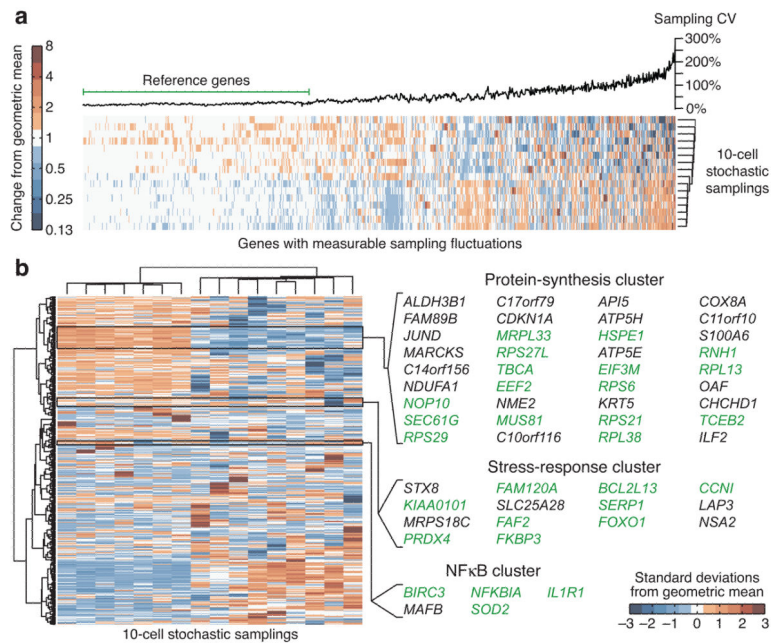 a
Sampling CV
300%
200%
100%
0%
Reference genes
Change from geometric mean
8
4
2
1
0.5
0.25
0.13
10-cell
stochastic
samplings
Genes with measurable sampling fluctuations
b
Protein-synthesis cluster
ALDH3B1 C17orf79 API5 COX8A
FAM89B CDKN1A ATP5H C11orf10
JUND MRPL33 HSPE1 S100A6
MARCKS RPS27L ATP5E RNH1
C14orf156 TBCA EIF3M RPL13
NDUFA1 EEF2 RPS6 OAF
NOP10 NME2 KRT5 CHCHD1
SEC61G MUS81 RPS21 TCEB2
RPS29 C10orf116 RPL38 ILF2
Stress-response cluster
STX8 FAM120A BCL2L13 CCNI
KIAA0101 SLC25A28 SERP1 LAP3
MRPS18C FAF2 FOXO1 NSA2
PRDX4 FKBP3
NFκB cluster
BIRC3 NFKBIA IL1R1
MAFB SOD2
Standard deviations
from geometric mean
−3 −2 −1 0 1 2 3
10-cell stochastic samplings